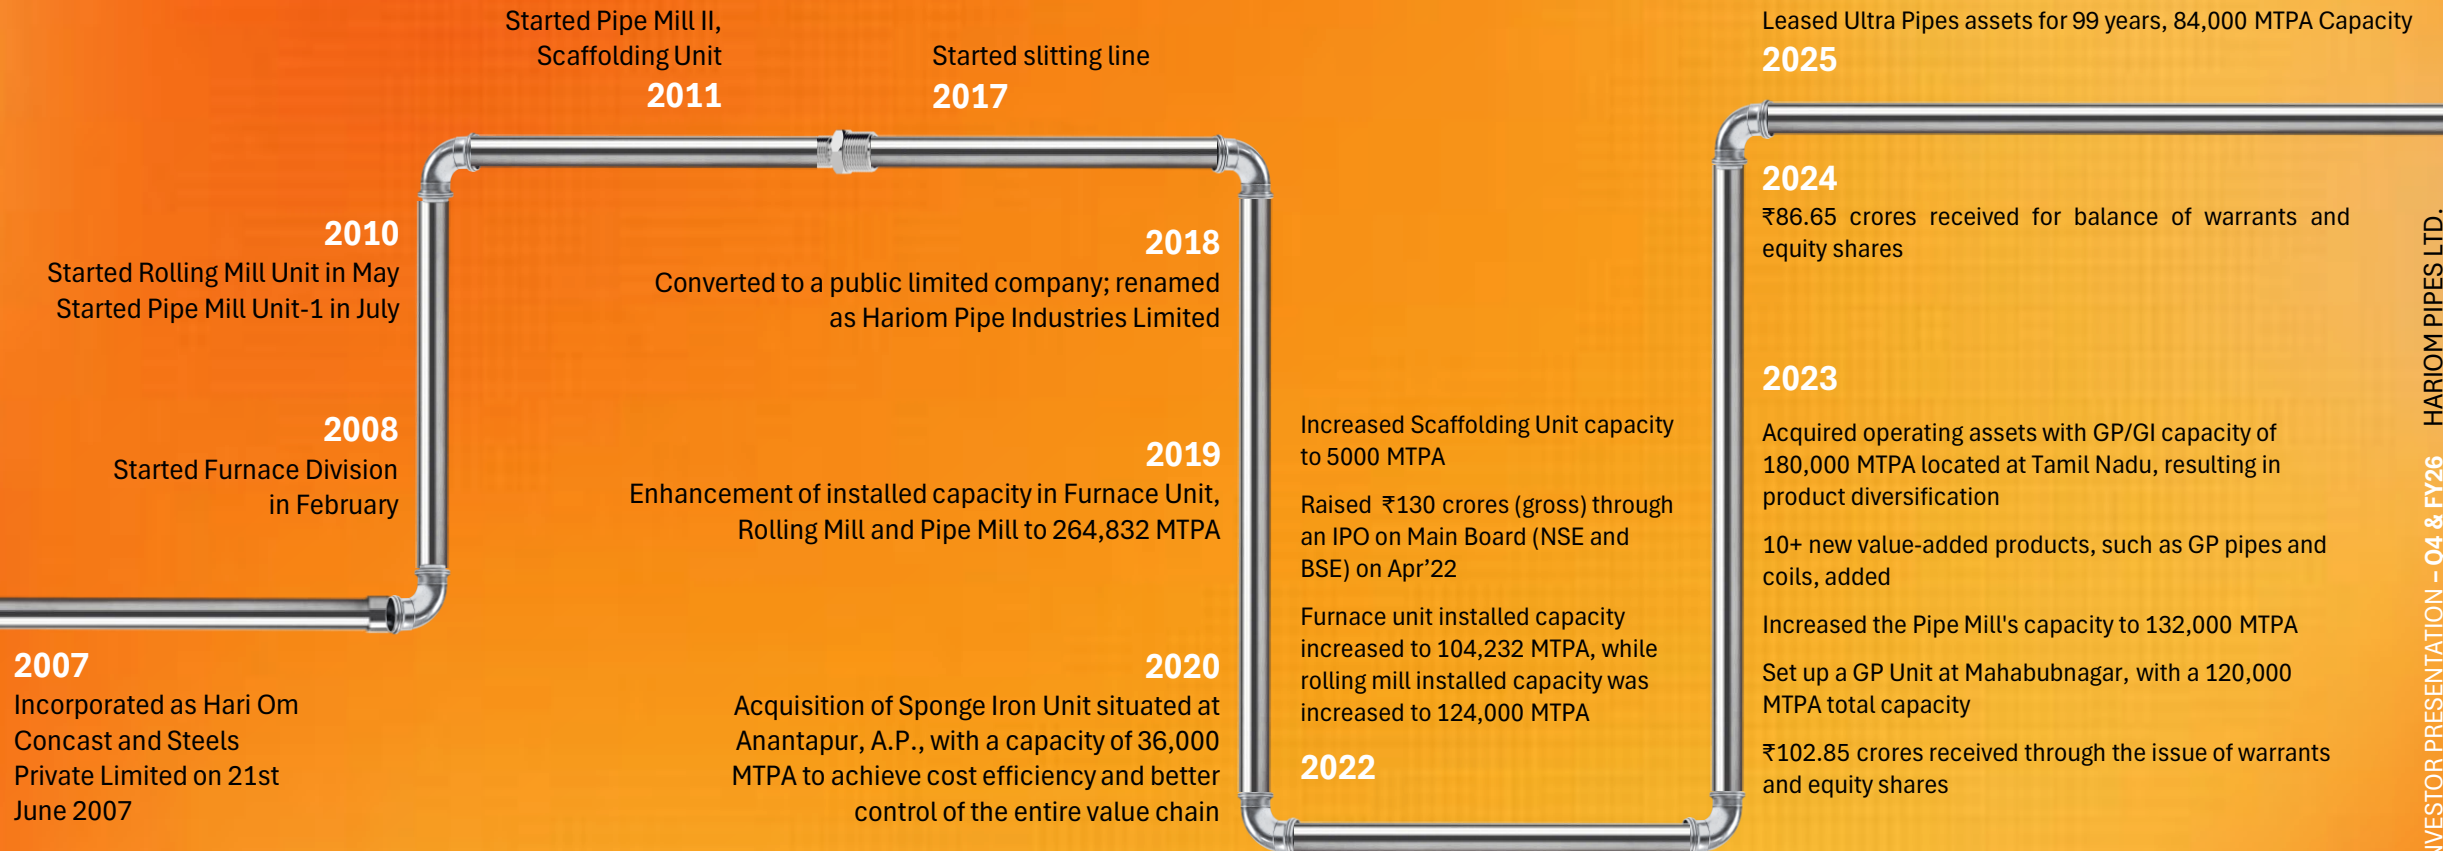 2007
Incorporated as Hari Om
Concast and Steels
Private Limited on 21st
June 2007
2008
Started Furnace Division
in February
2010
Started Rolling Mill Unit in May
Started Pipe Mill Unit-1 in July
Started Pipe Mill II,
Scaffolding Unit
2011
Started slitting line
2017
2018
Converted to a public limited company; renamed
as Hariom Pipe Industries Limited
2019
Enhancement of installed capacity in Furnace Unit,
Rolling Mill and Pipe Mill to 264,832 MTPA
2020
Acquisition of Sponge Iron Unit situated at
Anantapur, A.P., with a capacity of 36,000
MTPA to achieve cost efficiency and better
control of the entire value chain
Increased Scaffolding Unit capacity
to 5000 MTPA
Raised ₹130 crores (gross) through
an IPO on Main Board (NSE and
BSE) on Apr’22
Furnace unit installed capacity
increased to 104,232 MTPA, while
rolling mill installed capacity was
increased to 124,000 MTPA
2022
2023
Acquired operating assets with GP/GI capacity of
180,000 MTPA located at Tamil Nadu, resulting in
product diversification
10+ new value-added products, such as GP pipes and
coils, added
Increased the Pipe Mill's capacity to 132,000 MTPA
Set up a GP Unit at Mahabubnagar, with a 120,000
MTPA total capacity
₹102.85 crores received through the issue of warrants
and equity shares
2024
₹86.65 crores received for balance of warrants and
equity shares
Leased Ultra Pipes assets for 99 years, 84,000 MTPA Capacity
2025
NVESTOR PRESENTATION – Q4 & FY26 HARIOM PIPES LTD.